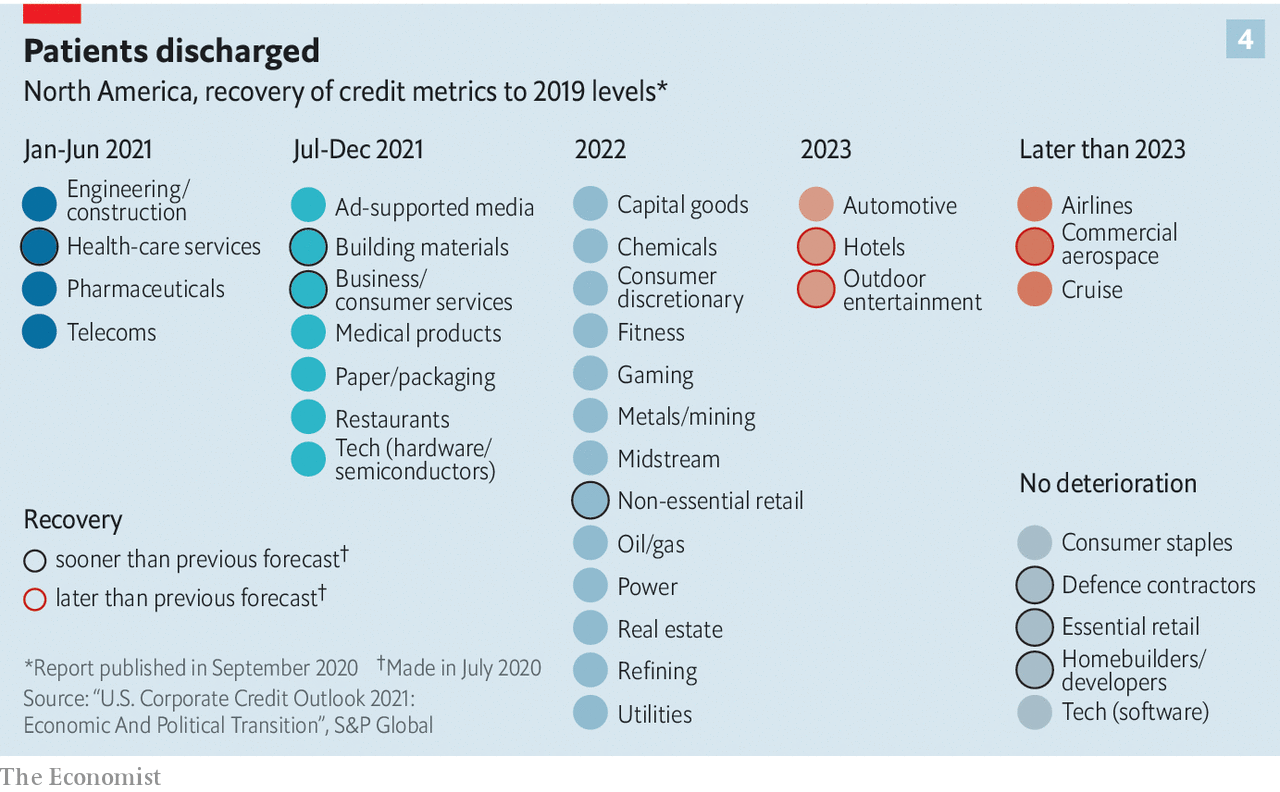 Patients discharged
4
North America, recovery of credit metrics to 2019 levels*
Jan-Jun 2021
Engineering/
construction
Health-care services
Pharmaceuticals
Telecoms
Jul-Dec 2021
Ad-supported media
Building materials
Business/
consumer services
Medical products
Paper/packaging
Restaurants
Tech (hardware/
semiconductors)
2022
Capital goods
Chemicals
Consumer
discretionary
Fitness
Gaming
Metals/mining
Midstream
Non-essential retail
Oil/gas
Power
Real estate
Refining
Utilities
2023
Automotive
Hotels
Outdoor
entertainment
Later than 2023
Airlines
Commercial
aerospace
Cruise
No deterioration
Consumer staples
Defence contractors
Essential retail
Homebuilders/
developers
Tech (software)
Recovery
sooner than previous forecast†
later than previous forecast†
*Report published in September 2020 †Made in July 2020
Source: “U.S. Corporate Credit Outlook 2021:
Economic And Political Transition”, S&P Global
The Economist